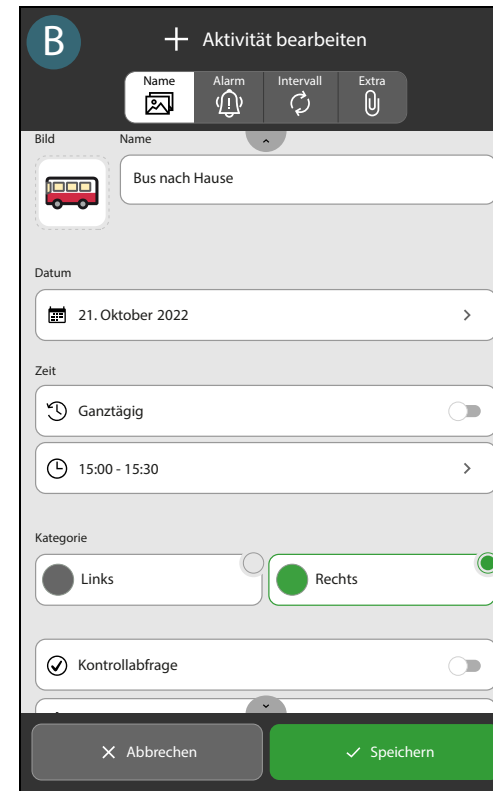 B
Aktivität bearbeiten
Name Alarm Intervall Extra
Bild Name
Bus nach Hause
Datum
21. Oktober 2022
Zeit
Ganztägig
15:00 - 15:30
Kategorie
Links Rechts
Kontrollabfrage
Abbrechen Speichern